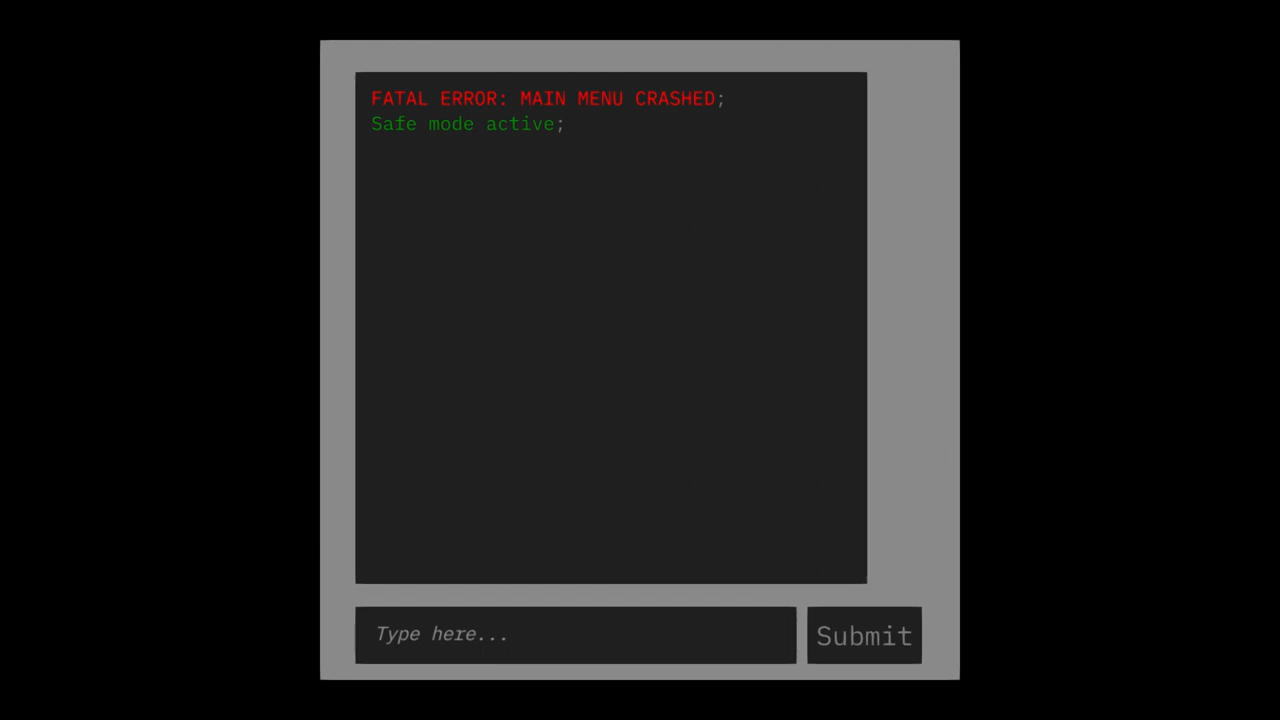 FATAL ERROR: MAIN MENU CRASHED;
Safe mode active;
Type here...
Submit